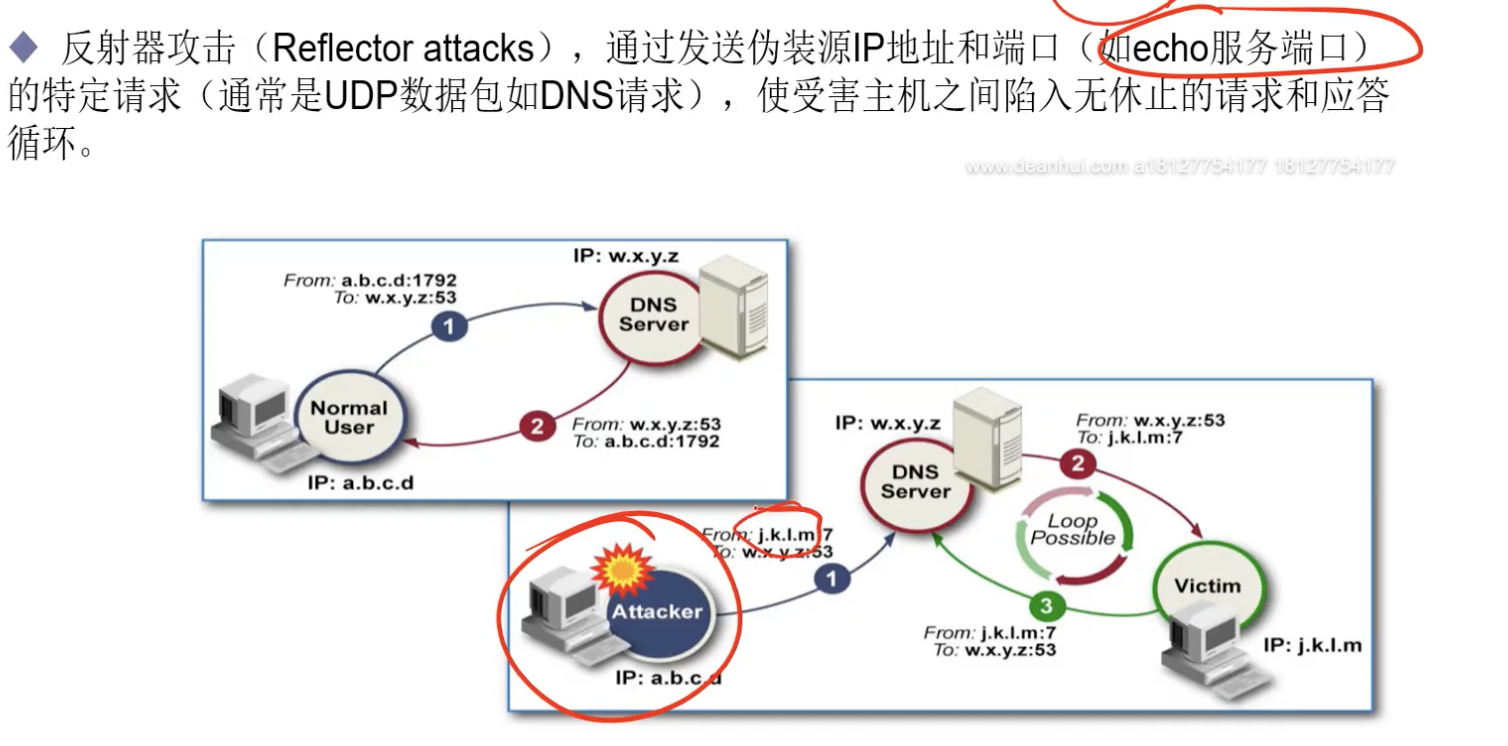 反射器攻击（Reflector attacks），通过发送伪装源IP地址和端口（如echo服务端口）
的特定请求（通常是UDP数据包如DNS请求），使受害主机之间陷入无休止的请求和应答
循环。
www.deanhui.com a18127754177 18127754177
IP: w.x.y.z
From: a.b.c.d:1792
To: w.x.y.z:53
1
DNS
Server
Normal
User
2
From: w.x.y.z:53
To: a.b.c.d:1792
IP: a.b.c.d
IP: w.x.y.z
From: w.x.y.z:53
To: j.k.l.m:7
DNS
Server
2
Loop
Possible
From: j.k.l.m:7
To: w.x.y.z:53
1
Attacker
Victim
3
From: j.k.l.m:7
To: w.x.y.z:53
IP: j.k.l.m
IP: a.b.c.d